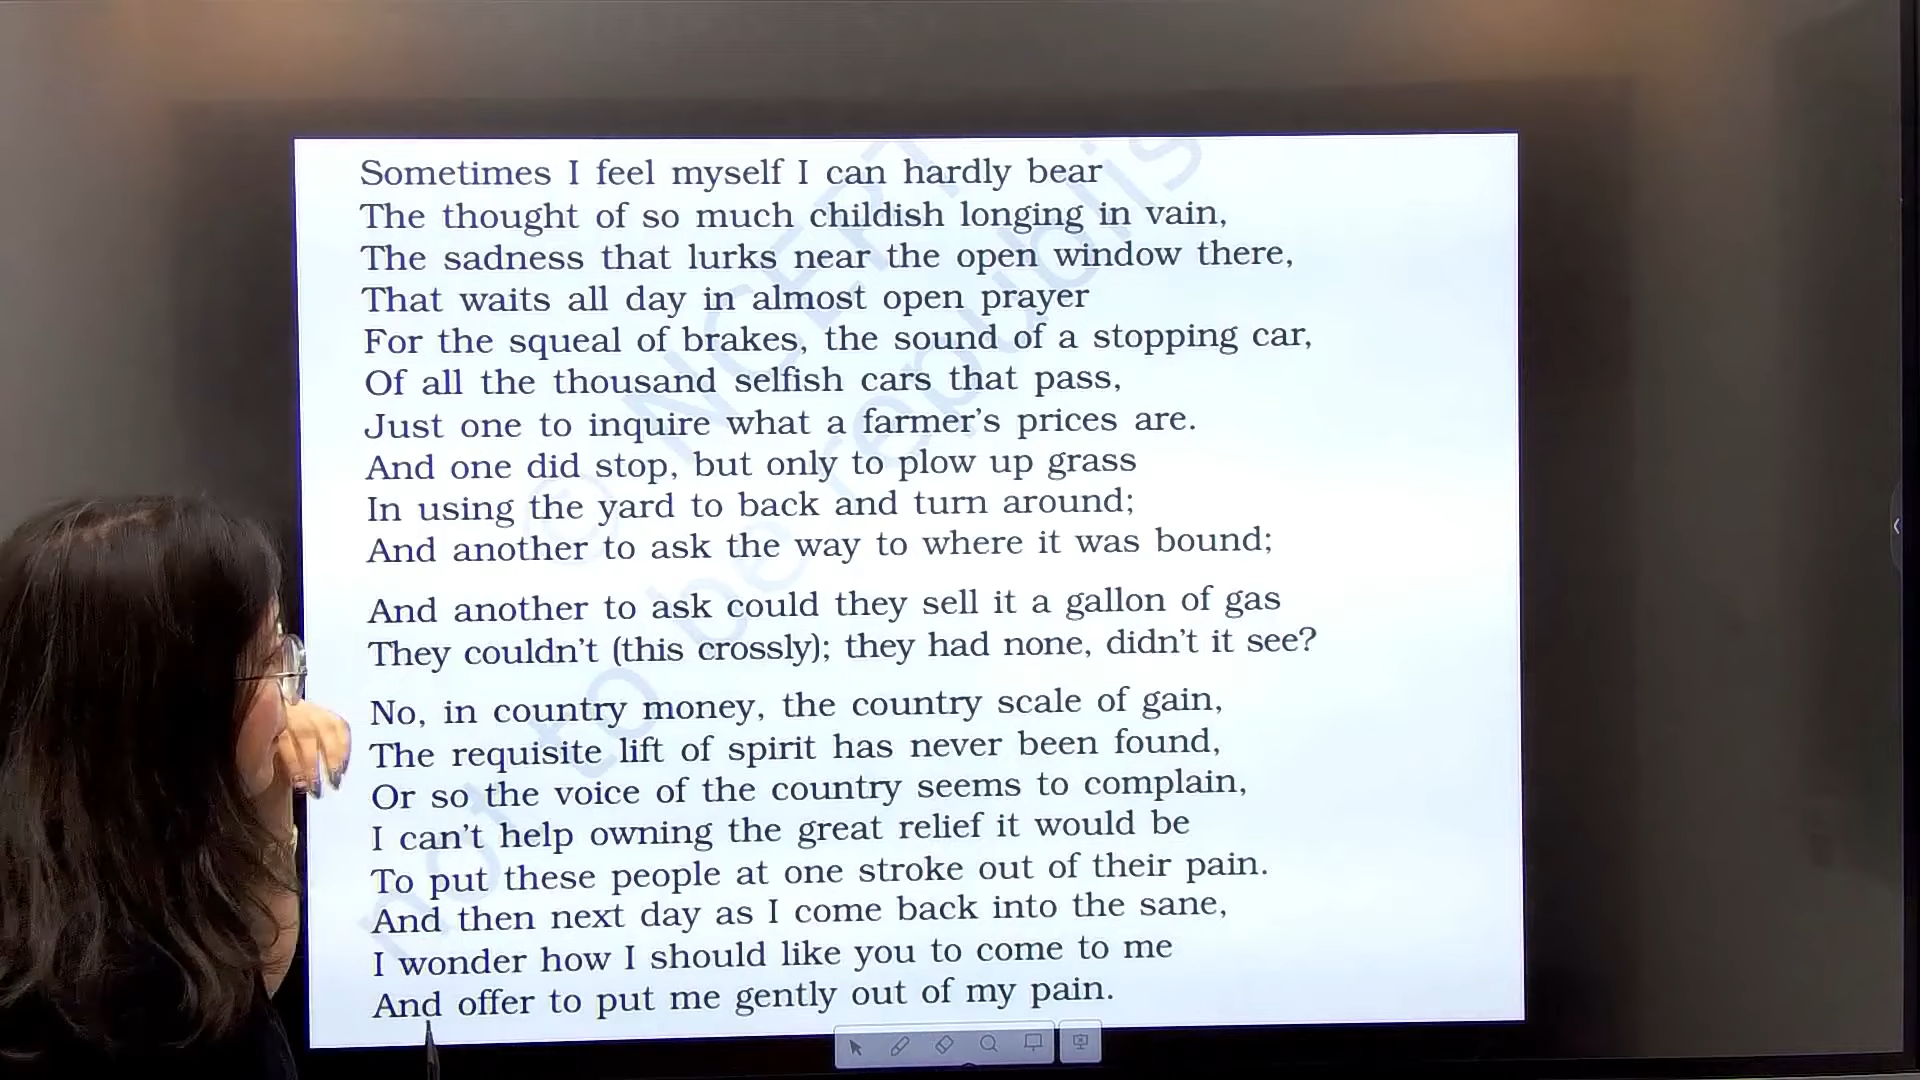 Sometimes I feel myself I can hardly bear
The thought of so much childish longing in vain,
The sadness that lurks near the open window there,
That waits all day in almost open prayer
For the squeal of brakes, the sound of a stopping car,
Of all the thousand selfish cars that pass,
Just one to inquire what a farmer's prices are.
And one did stop, but only to plow up grass
In using the yard to back and turn around;
And another to ask the way to where it was bound;
And another to ask could they sell it a gallon of gas
They couldn't (this crossly); they had none, didn't it see?
No, in country money, the country scale of gain,
The requisite lift of spirit has never been found,
Or so the voice of the country seems to complain,
I can't help owning the great relief it would be
To put these people at one stroke out of their pain.
And then next day as I come back into the sane,
I wonder how I should like you to come to me
And offer to put me gently out of my pain.
© NCERT
not to be republis